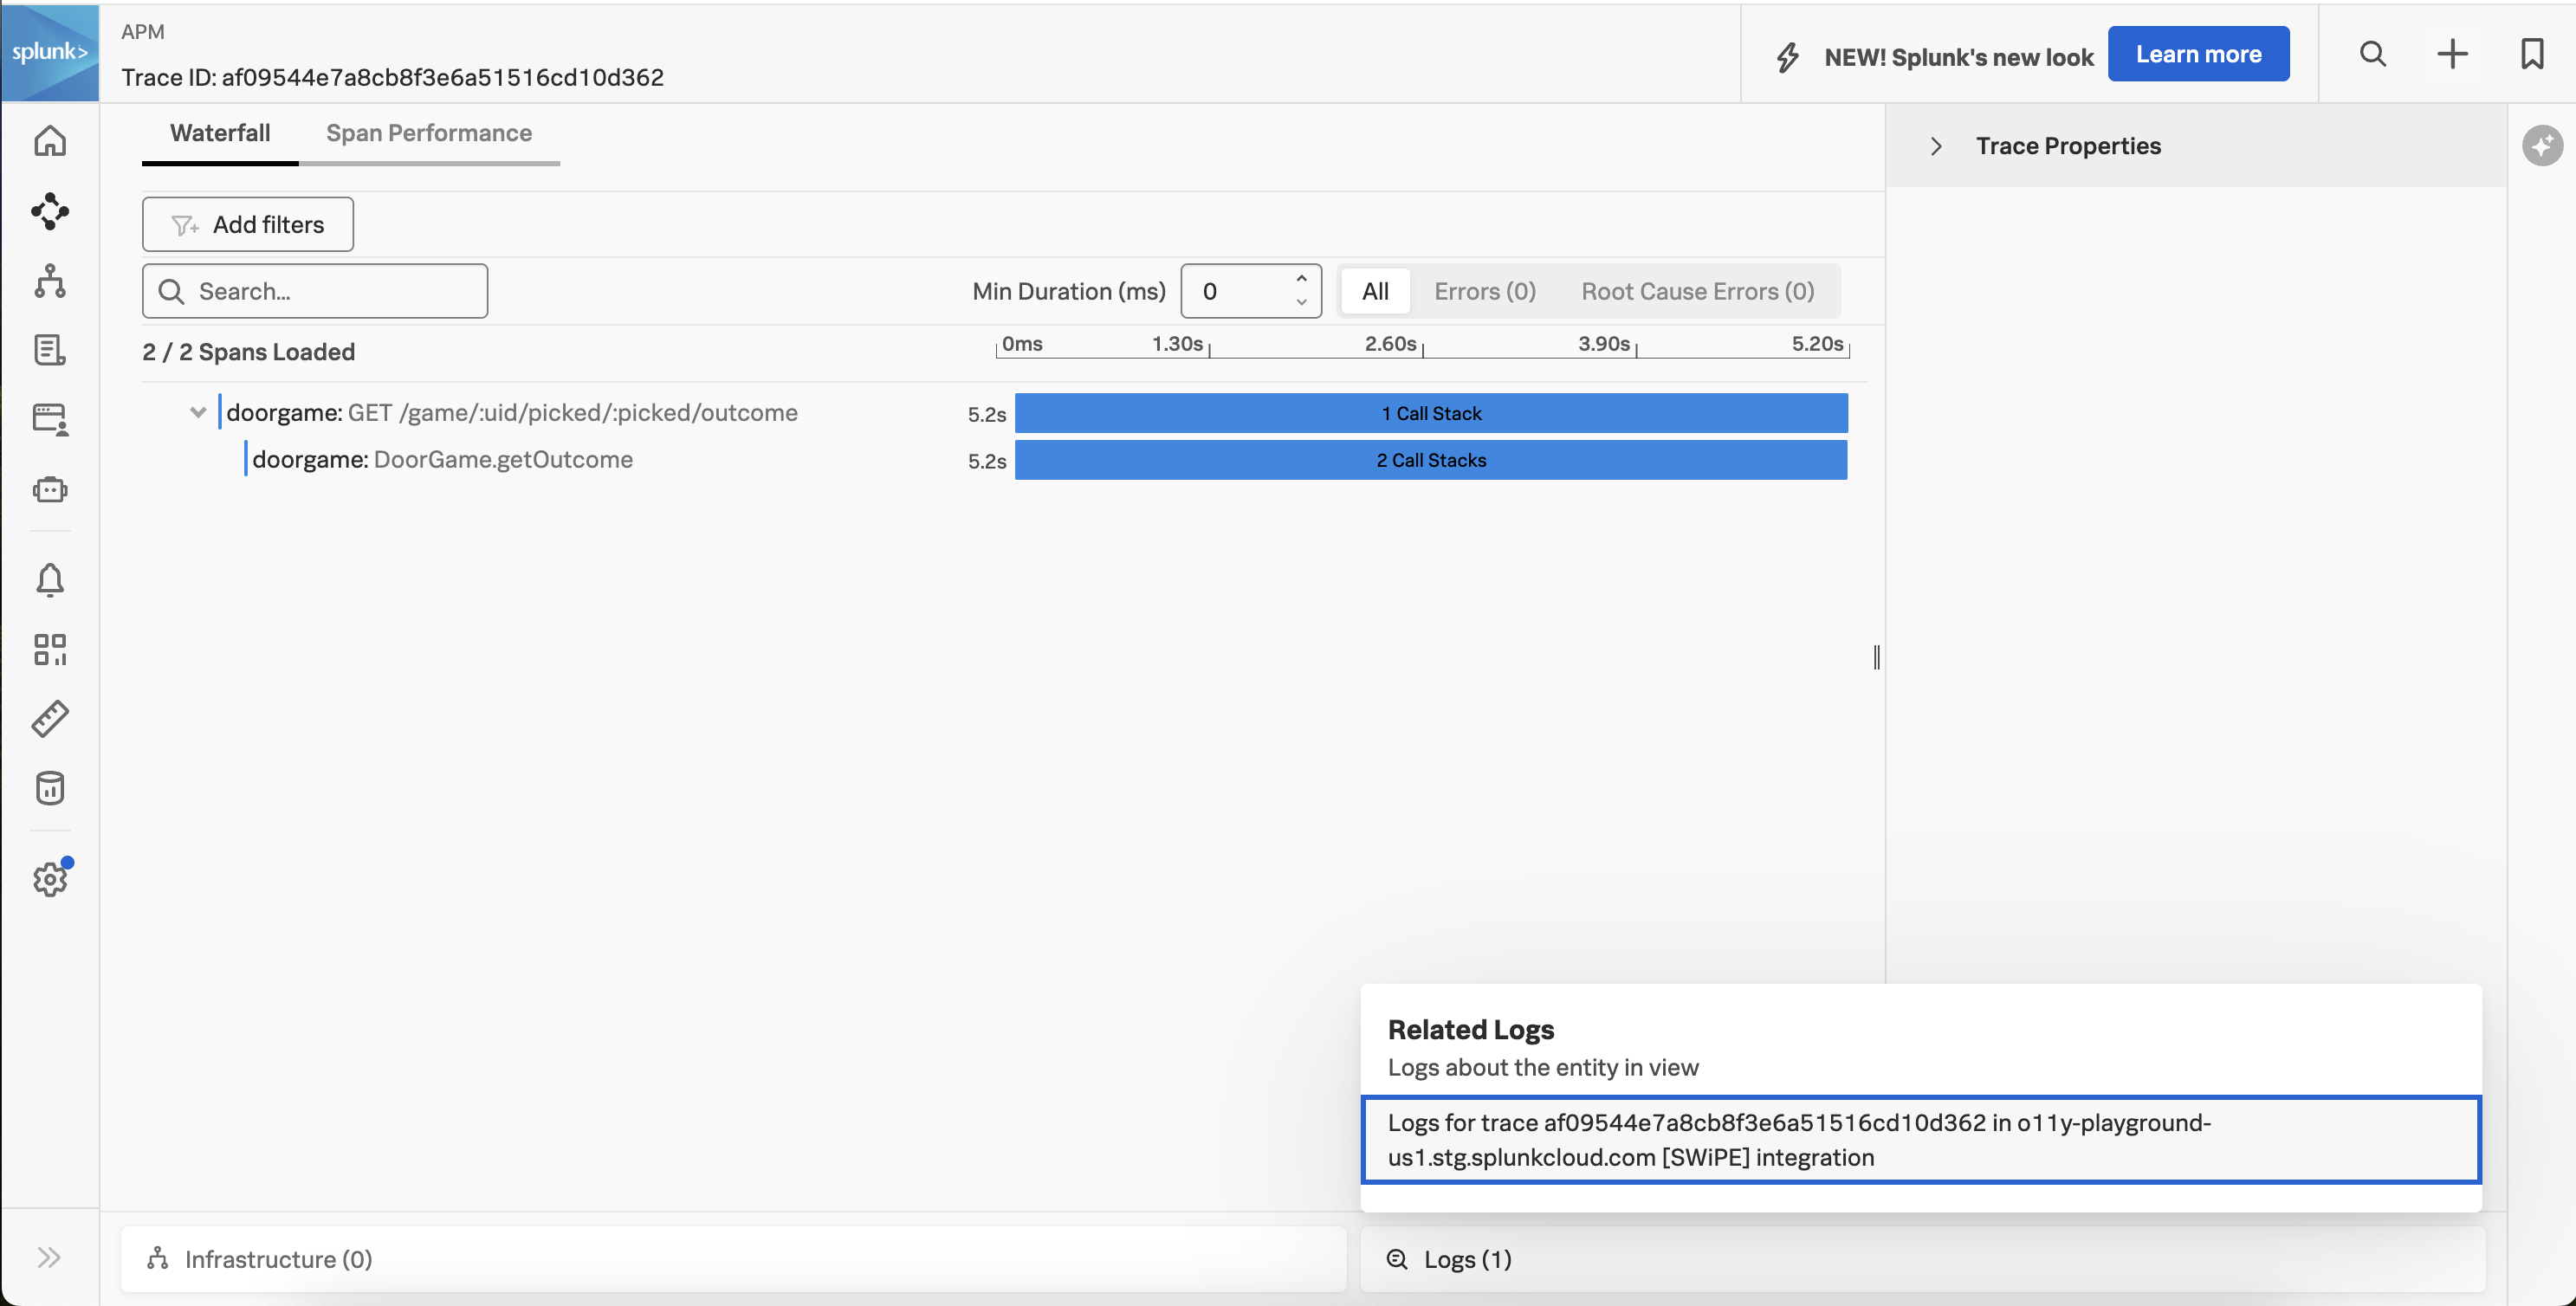 splunk>
APM
Trace ID: af09544e7a8cb8f3e6a51516cd10d362
NEW! Splunk's new look
Learn more
Waterfall
Span Performance
Trace Properties
Add filters
Search...
Min Duration (ms)
0
All
Errors (0)
Root Cause Errors (0)
2 / 2 Spans Loaded
0ms
1.30s
2.60s
3.90s
5.20s
doorgame: GET /game/:uid/picked/:picked/outcome
5.2s
1 Call Stack
doorgame: DoorGame.getOutcome
5.2s
2 Call Stacks
Related Logs
Logs about the entity in view
Logs for trace af09544e7a8cb8f3e6a51516cd10d362 in o11y-playground-
us1.stg.splunkcloud.com [SWiPE] integration
Infrastructure (0)
Logs (1)